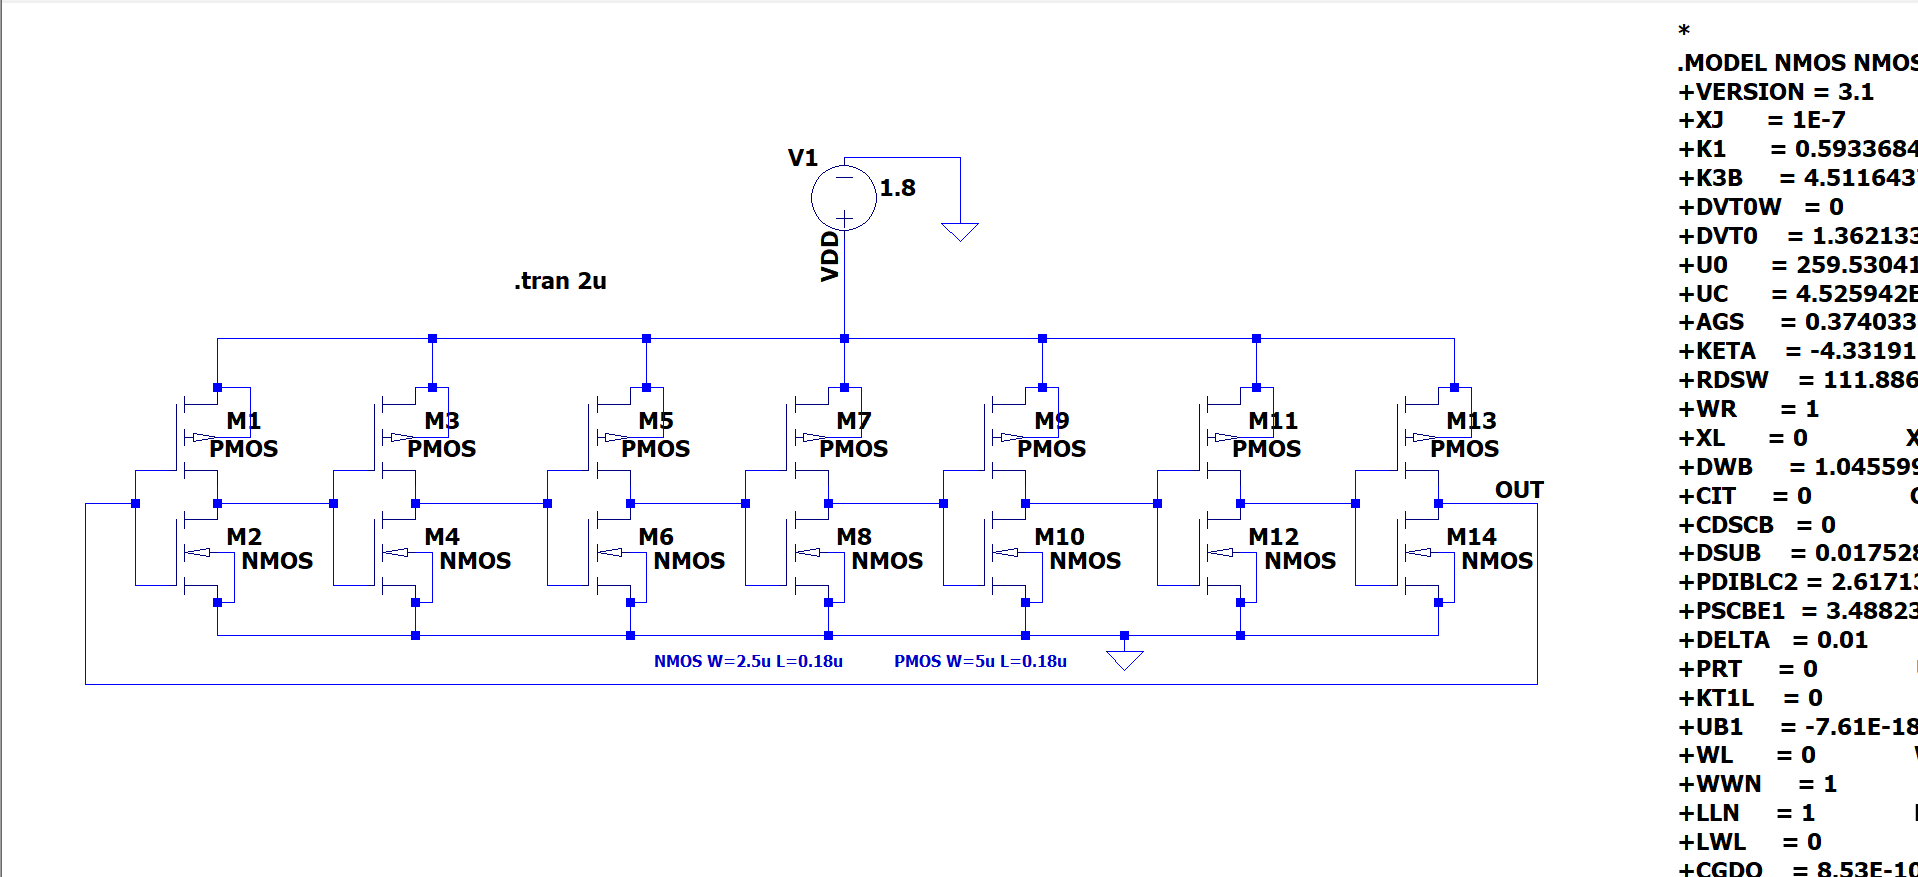 V1
1.8
VDD
.tran 2u
M1
PMOS
M3
PMOS
M5
PMOS
M7
PMOS
M9
PMOS
M11
PMOS
M13
PMOS
OUT
M2
NMOS
M4
NMOS
M6
NMOS
M8
NMOS
M10
NMOS
M12
NMOS
M14
NMOS
NMOS W=2.5u L=0.18u
PMOS W=5u L=0.18u
*
.MODEL NMOS NMOS
+VERSION = 3.1
+XJ = 1E-7
+K1 = 0.5933684
+K3B = 4.5116437
+DVT0W = 0
+DVT0 = 1.362133
+U0 = 259.53041
+UC = 4.525942E
+AGS = 0.374033
+KETA = -4.33191
+RDSW = 111.886
+WR = 1
+XL = 0
+DWB = 1.045599
+CIT = 0
+CDSCB = 0
+DSUB = 0.017528
+PDIBLC2 = 2.61713
+PSCBE1 = 3.48823
+DELTA = 0.01
+PRT = 0
+KT1L = 0
+UB1 = -7.61E-18
+WL = 0
+WWN = 1
+LLN = 1
+LWL = 0
+CGDO = 8.53E-10